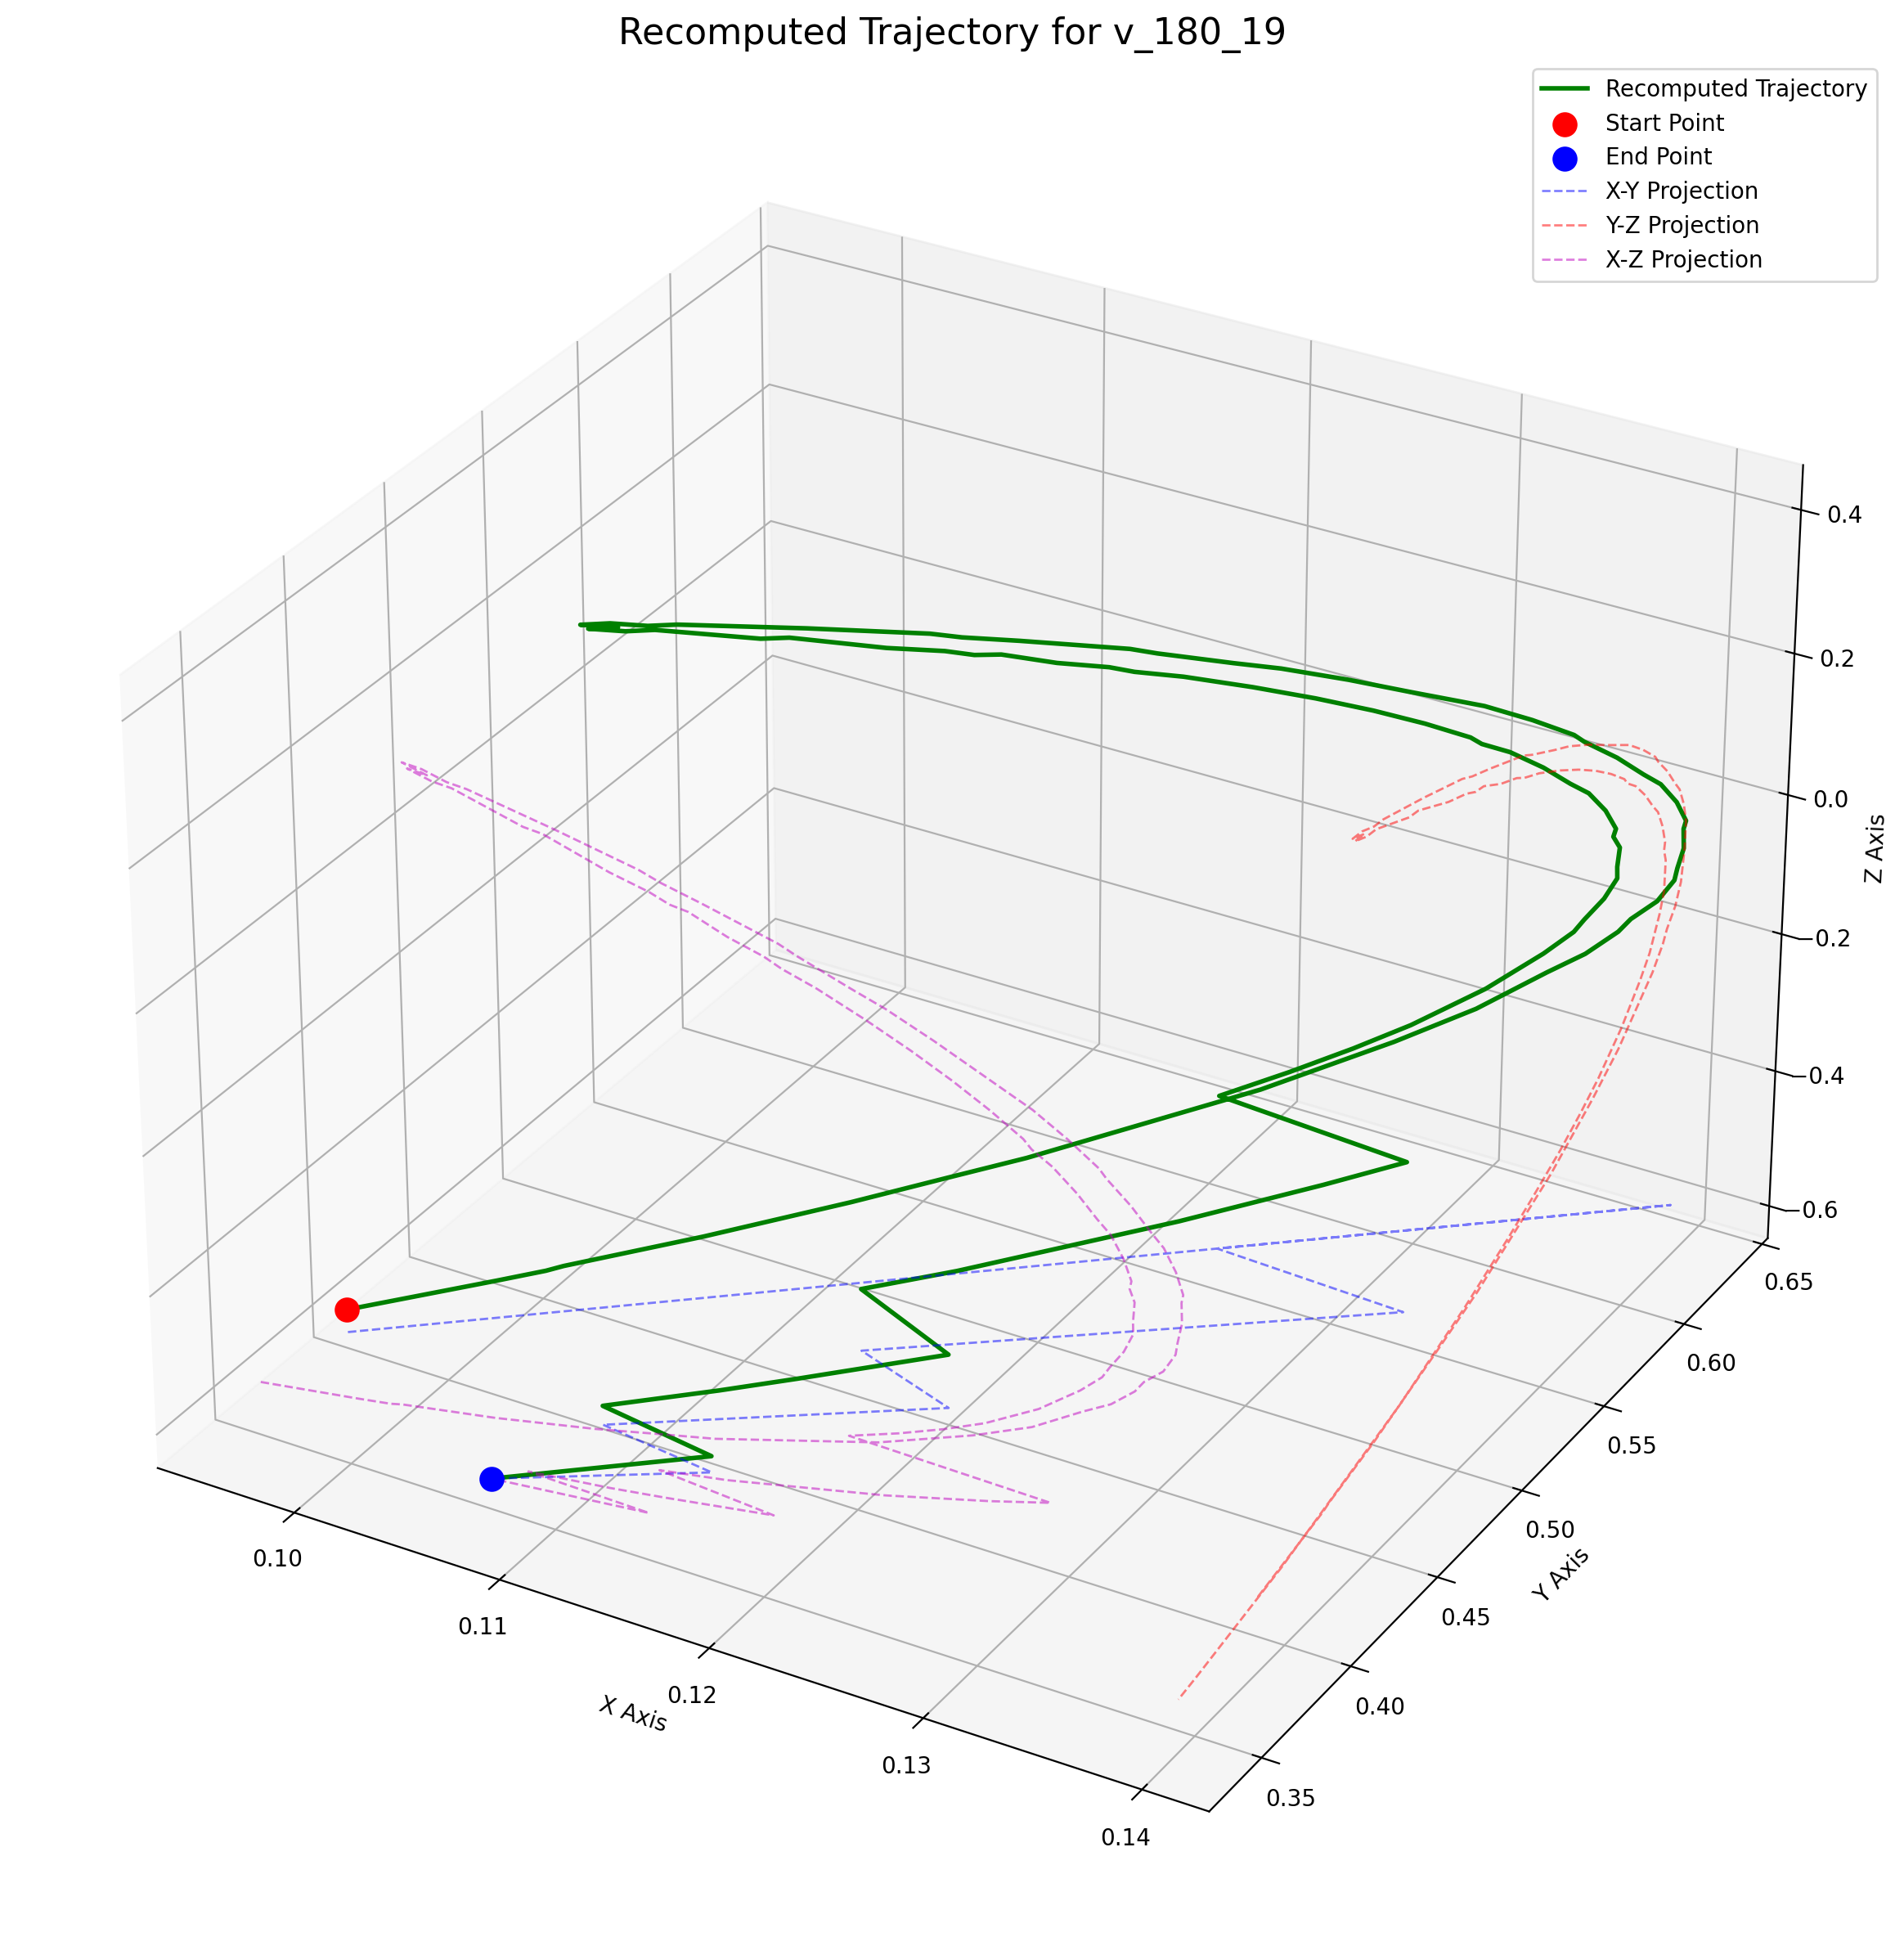 Recomputed Trajectory for v_180_19
Recomputed Trajectory
Start Point
End Point
X-Y Projection
Y-Z Projection
X-Z Projection
0.4
0.2
0.0
−0.2
−0.4
−0.6
Z Axis
0.65
0.60
0.55
0.50
0.45
0.40
0.35
Y Axis
0.10
0.11
0.12
0.13
0.14
X Axis